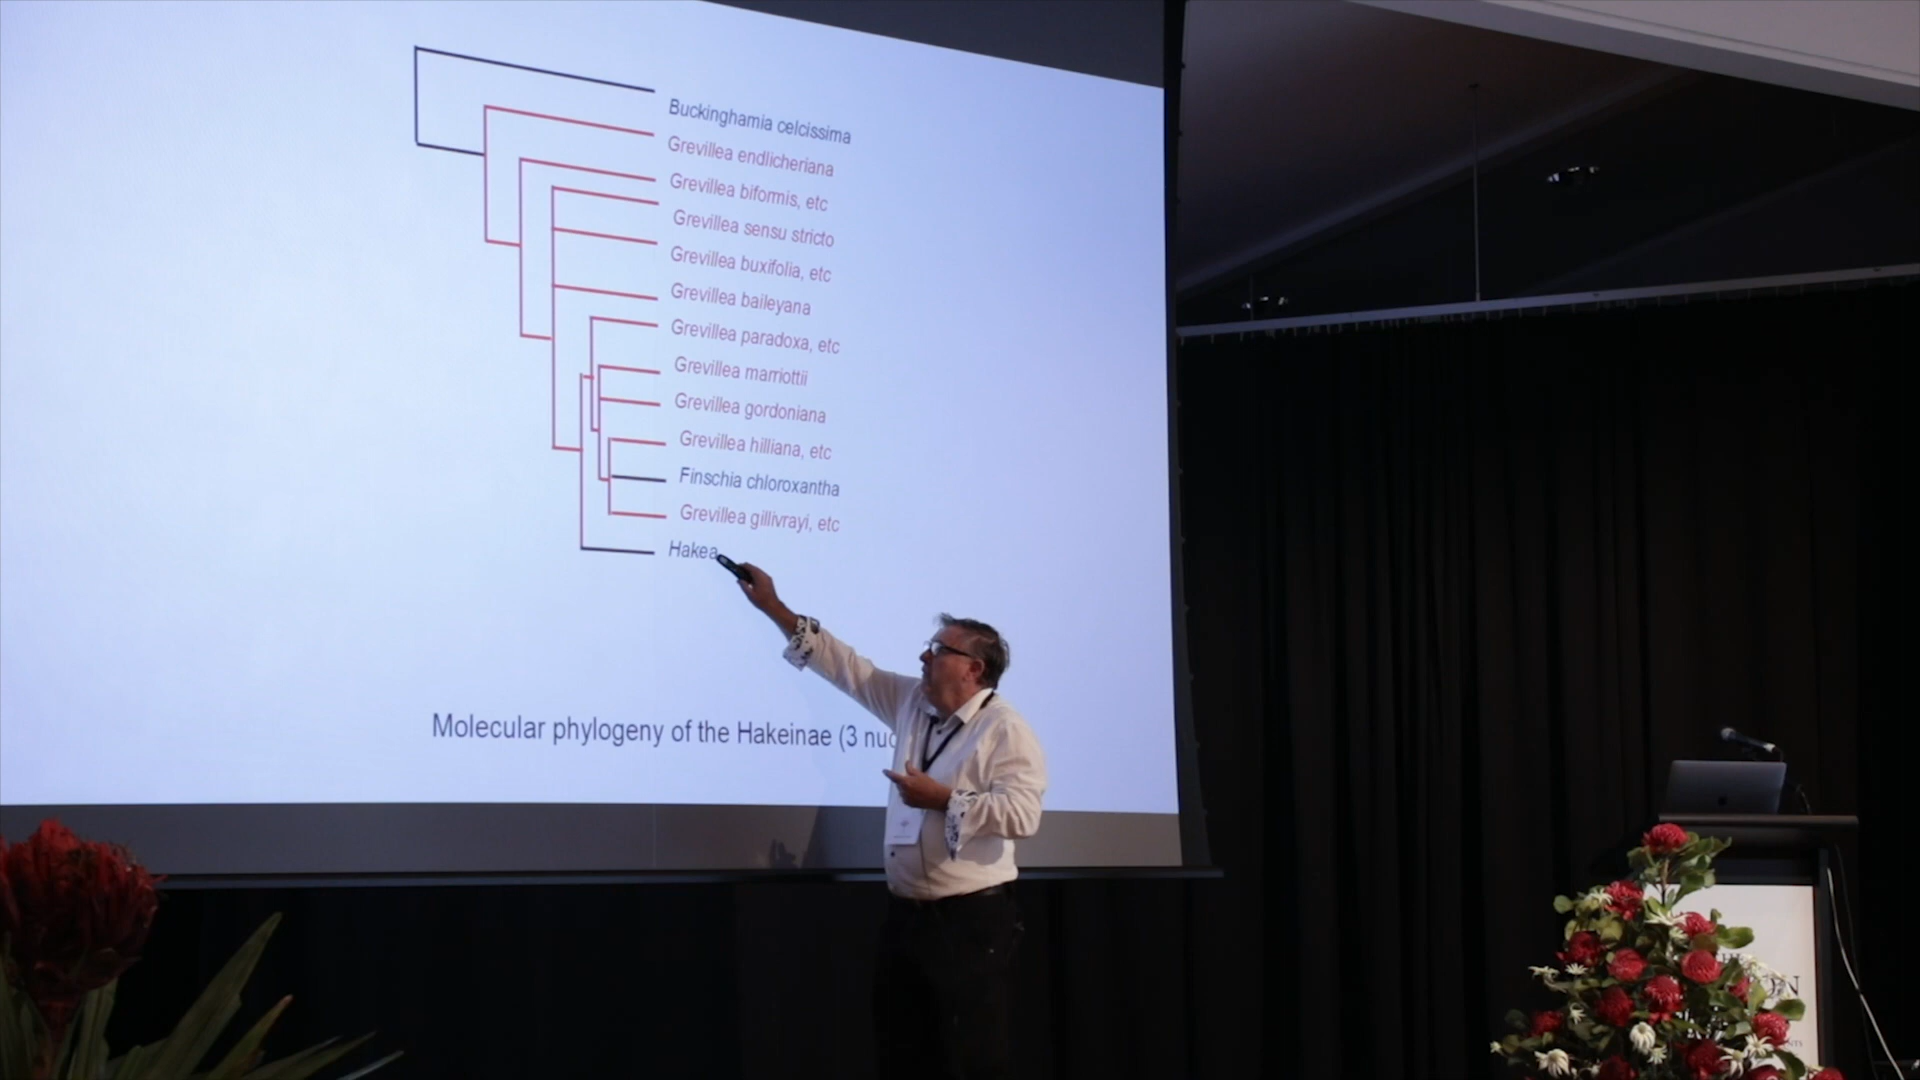 Buckinghamia celcissima
Grevillea endlicheriana
Grevillea biformis, etc
Grevillea sensu stricto
Grevillea buxifolia, etc
Grevillea baileyana
Grevillea paradoxa, etc
Grevillea marriottii
Grevillea gordoniana
Grevillea hilliana, etc
Finschia chloroxantha
Grevillea gillivrayi, etc
Hakea
Molecular phylogeny of the Hakeinae (3 nuc